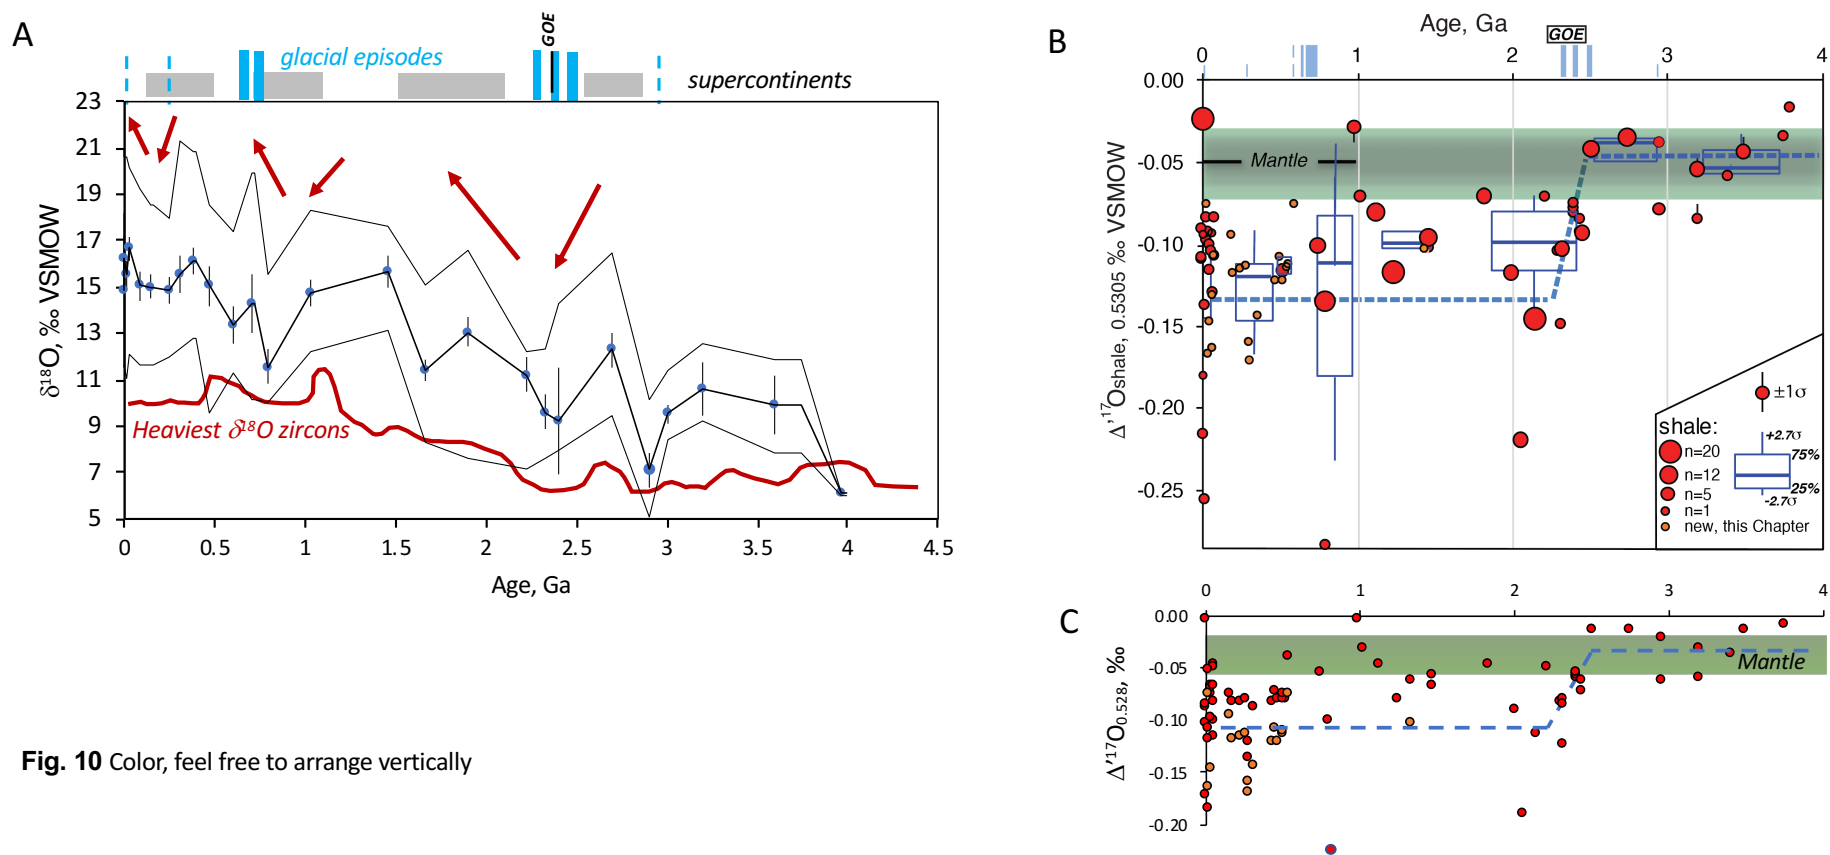 A
GOE
glacial episodes
supercontinents
23
21
19
17
15
13
11
9
7
5
δ¹⁸O, ‰ VSMOW
Heaviest δ¹⁸O zircons
0 0.5 1 1.5 2 2.5 3 3.5 4 4.5
Age, Ga
B
Age, Ga
GOE
0 1 2 3 4
0.00
-0.05
-0.10
-0.15
-0.20
-0.25
Δ'¹⁷Oshale, 0.5305 ‰ VSMOW
Mantle
±1σ
shale:
n=20
n=12
n=5
n=1
new, this Chapter
+2.7σ
75%
25%
-2.7σ
C
0 1 2 3 4
0.00
-0.05
-0.10
-0.15
-0.20
Δ'¹⁷O0.528, ‰
Mantle
Fig. 10 Color, feel free to arrange vertically